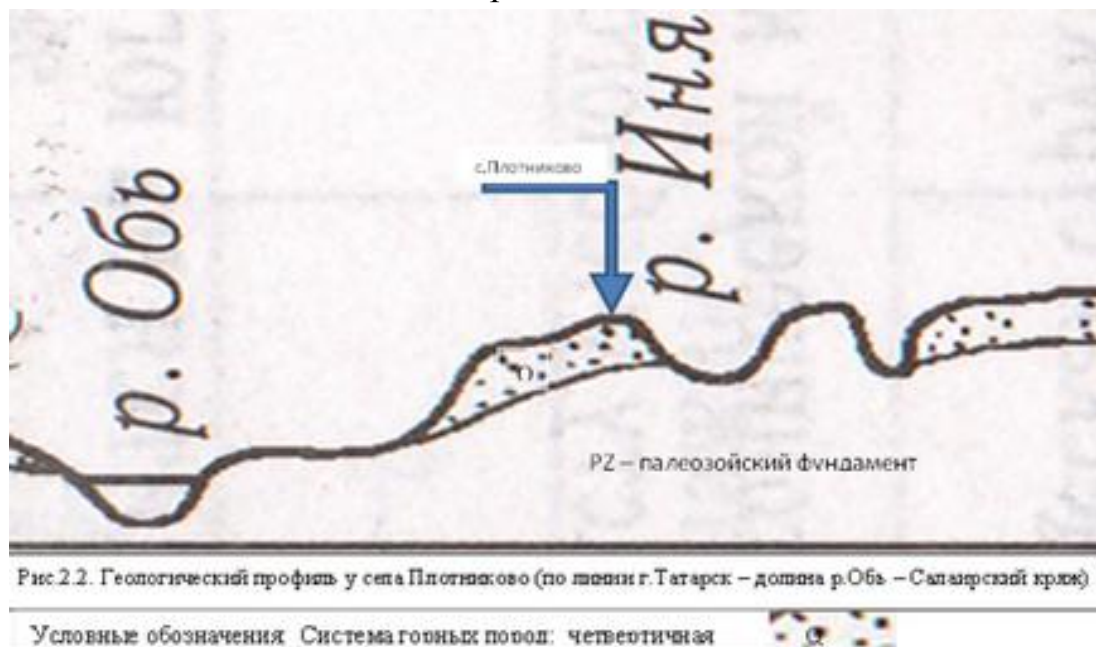 р. Обь
с.Плотниково
р. Иня
Q
PZ – палеозойский фундамент
Рис.2.2. Геологический профиль у села Плотниково (по линии г.Татарск – долина р.Обь – Салаирский кряж)
Условные обозначения Система горных пород: четвертичная
Q